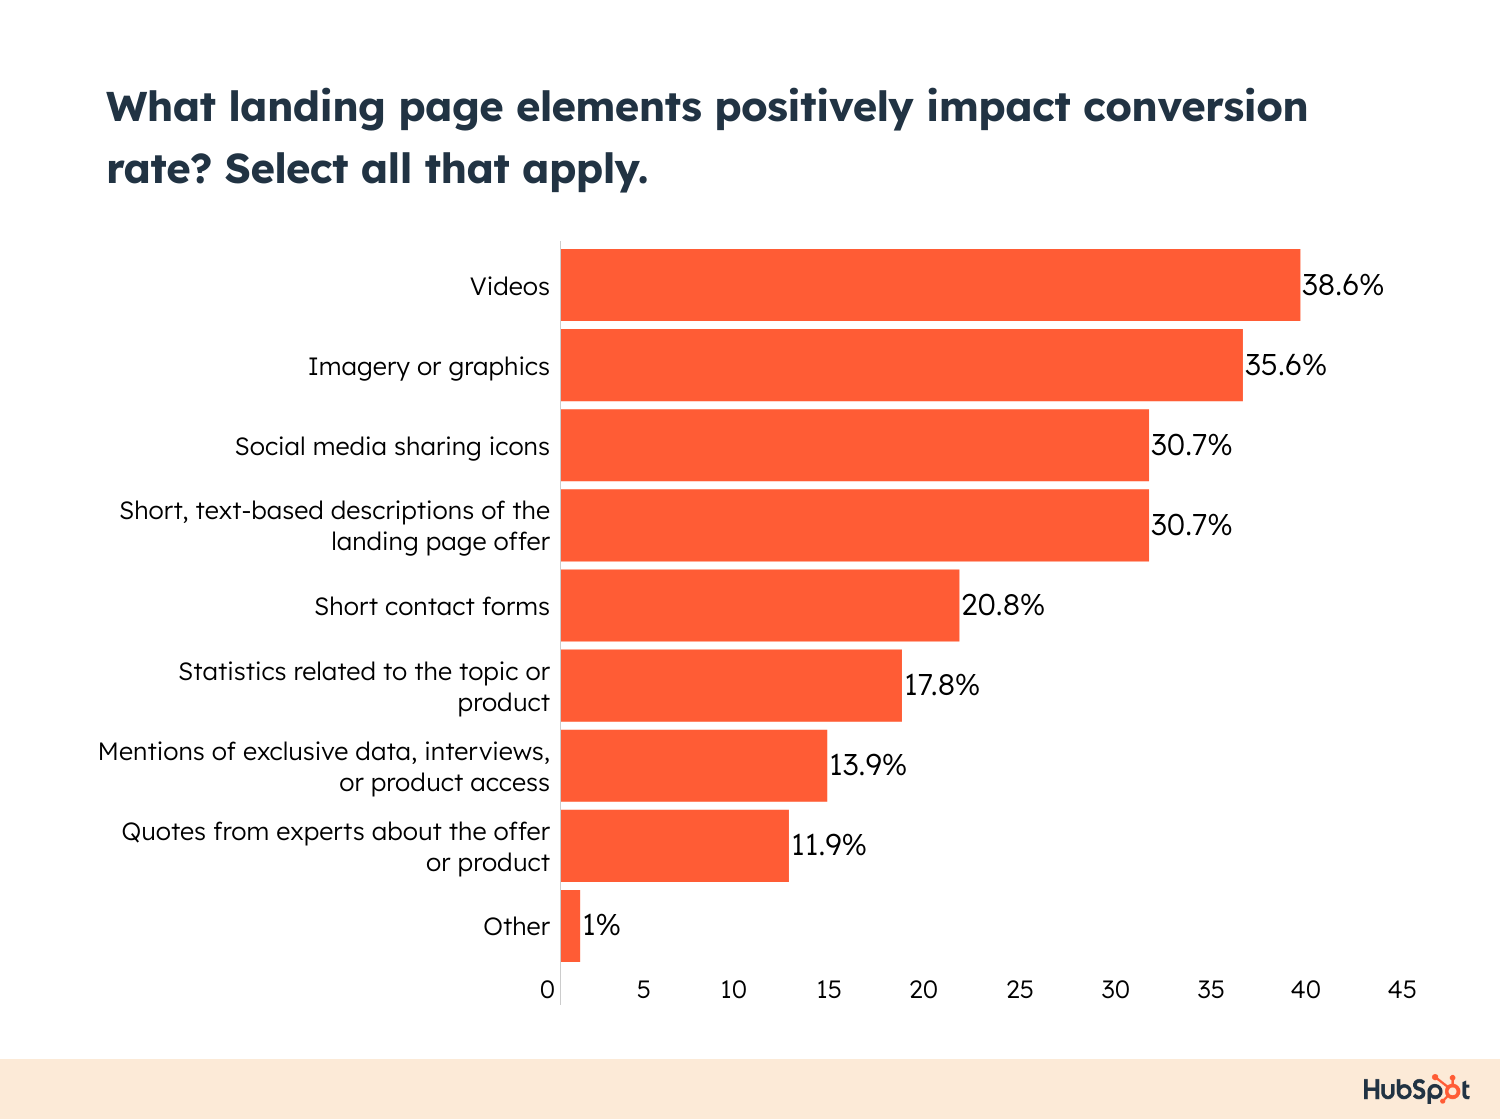 What landing page elements positively impact conversion
rate? Select all that apply.
Videos
38.6%
Imagery or graphics
35.6%
Social media sharing icons
30.7%
Short, text-based descriptions of the
landing page offer
30.7%
Short contact forms
20.8%
Statistics related to the topic or
product
17.8%
Mentions of exclusive data, interviews,
or product access
13.9%
Quotes from experts about the offer
or product
11.9%
Other
1%
0 5 10 15 20 25 30 35 40 45
HubSpot